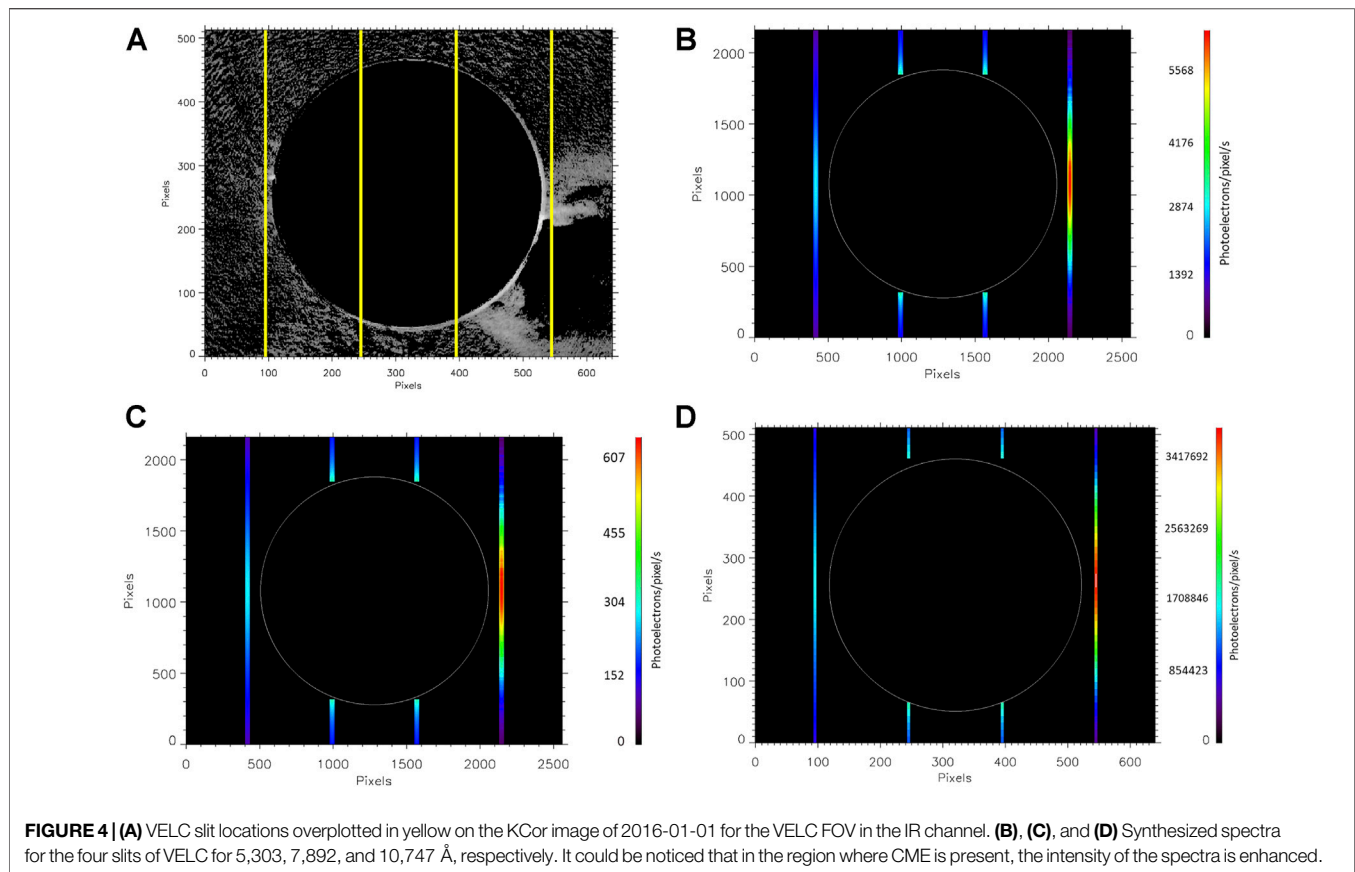 A
500
400
300
200
100
0
Pixels
0 100 200 300 400 500 600
Pixels
B
2000
1500
1000
500
0
Pixels
0 500 1000 1500 2000 2500
Pixels
5568
4176
2874
1392
0
Photoelectrons/pixel/s
C
2000
1500
1000
500
0
Pixels
0 500 1000 1500 2000 2500
Pixels
607
455
304
152
0
Photoelectrons/pixel/s
D
500
400
300
200
100
0
Pixels
0 100 200 300 400 500 600
Pixels
3417692
2563269
1708846
854423
0
Photoelectrons/pixel/s
FIGURE 4 | (A) VELC slit locations overplotted in yellow on the KCor image of 2016-01-01 for the VELC FOV in the IR channel. (B), (C), and (D) Synthesized spectra
for the four slits of VELC for 5,303, 7,892, and 10,747 Å, respectively. It could be noticed that in the region where CME is present, the intensity of the spectra is enhanced.